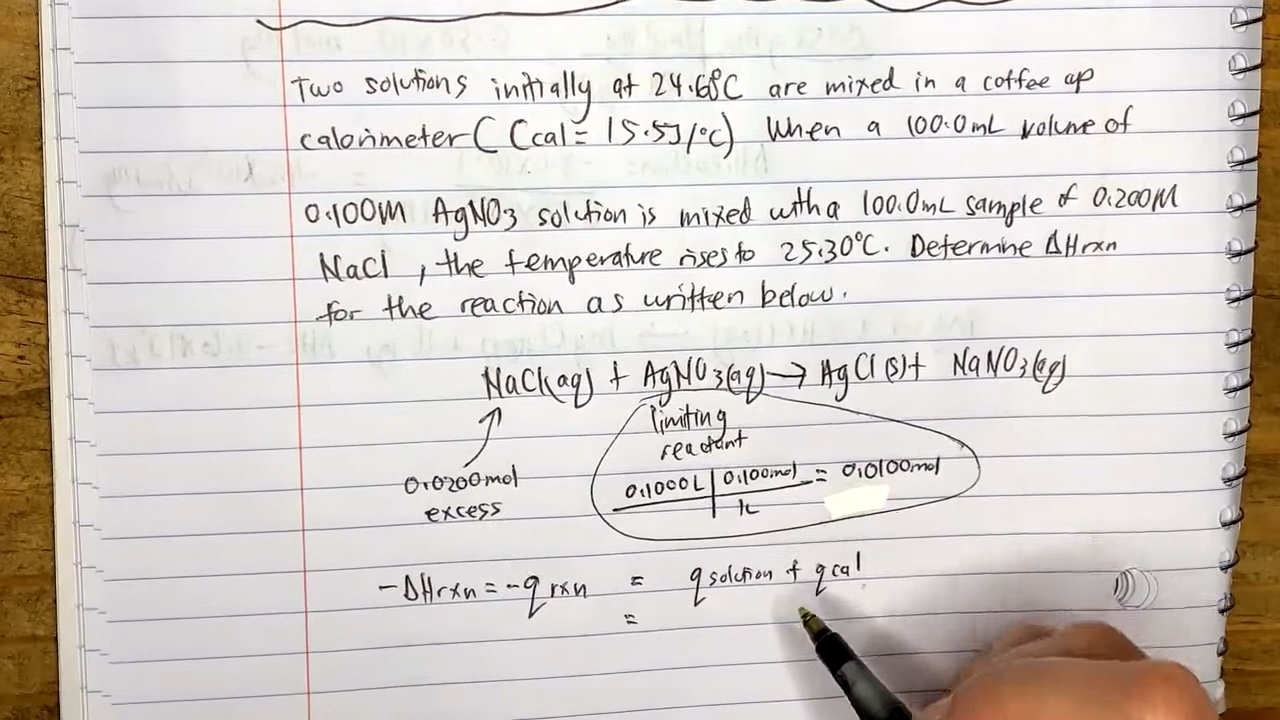 Two solutions initially at 24.68°C are mixed in a coffee cup
calorimeter (Ccal = 15.5J/°C) When a 100.0mL volume of
0.100M AgNO3 solution is mixed with a 100.0mL sample of 0.200M
NaCl, the temperature rises to 25.30°C. Determine ΔHrxn
for the reaction as written below.
NaCl(aq) + AgNO3(aq) → AgCl(s) + NaNO3(aq)
limiting
reactant
0.0200mol
excess
0.1000L | 0.100mol = 0.0100mol
1L
-ΔHrxn = -qrxn = qsolution + qcal
=